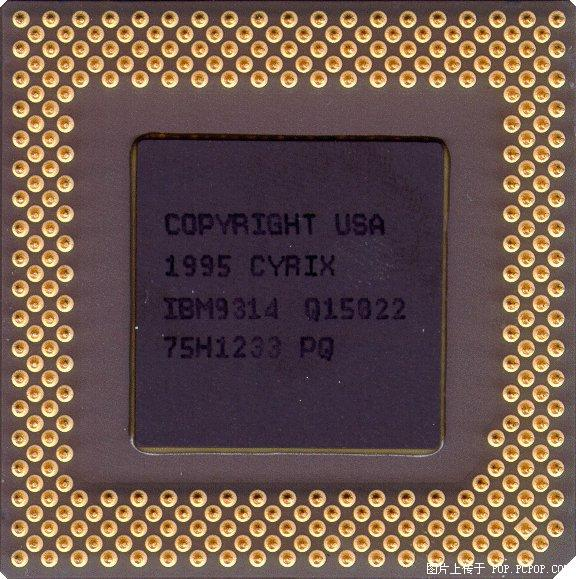 COPYRIGHT USA
1995 CYRIX
IBM9314 Q15022
75H1233 PQ
图片上传于 POP.PCPOP.COM